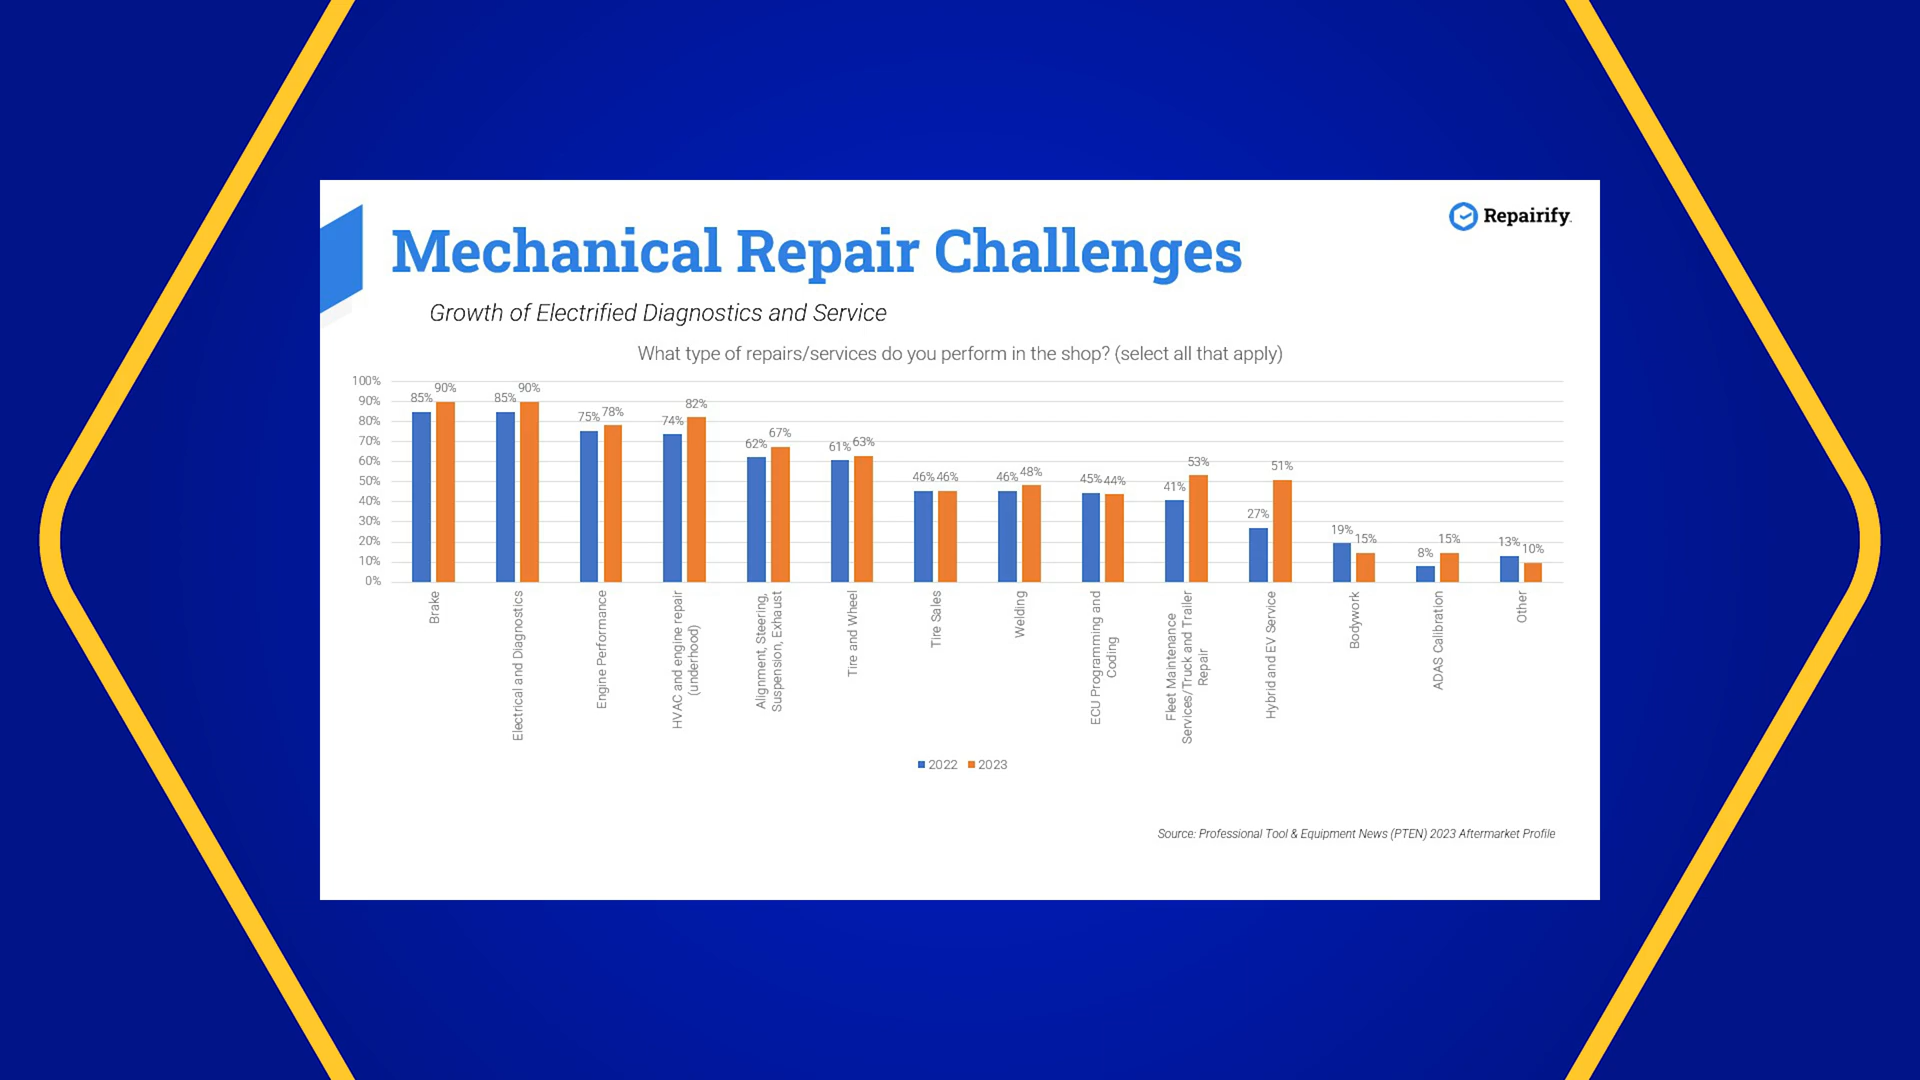 Repairify
Mechanical Repair Challenges
Growth of Electrified Diagnostics and Service
What type of repairs/services do you perform in the shop? (select all that apply)
100%
90%
80%
70%
60%
50%
40%
30%
20%
10%
0%
85% 90%
85% 90%
75% 78%
74% 82%
62% 67%
61% 63%
46% 46%
46% 48%
45% 44%
41% 53%
27% 51%
19% 15%
8% 15%
13% 10%
Brake
Electrical and Diagnostics
Engine Performance
HVAC and engine repair
(underhood)
Alignment, Steering,
Suspension, Exhaust
Tire and Wheel
Tire Sales
Welding
ECU Programming and
Coding
Fleet Maintenance
Services/Truck and Trailer
Repair
Hybrid and EV Service
Bodywork
ADAS Calibration
Other
2022 2023
Source: Professional Tool & Equipment News (PTEN) 2023 Aftermarket Profile